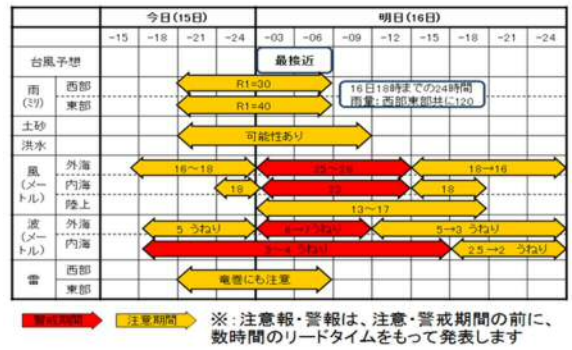 今日(15日) 明日(16日)
-15 -18 -21 -24 -03 -06 -09 -12 -15 -18 -21 -24
台風予想 最接近
雨(ミリ) 西部 R1=30
東部 R1=40
16日18時までの24時間
雨量:西部東部共に120
土砂
洪水
可能性あり
風(メートル) 外海 16～18 18→16
内海 18 18
陸上 13～17
波(メートル) 外海 5 うねり うねり 5→3 うねり
内海 うねり 2.5→2 うねり
雷 西部
東部
竜巻にも注意
警戒期間 注意期間 ※:注意報・警報は、注意・警戒期間の前に、
数時間のリードタイムをもって発表します